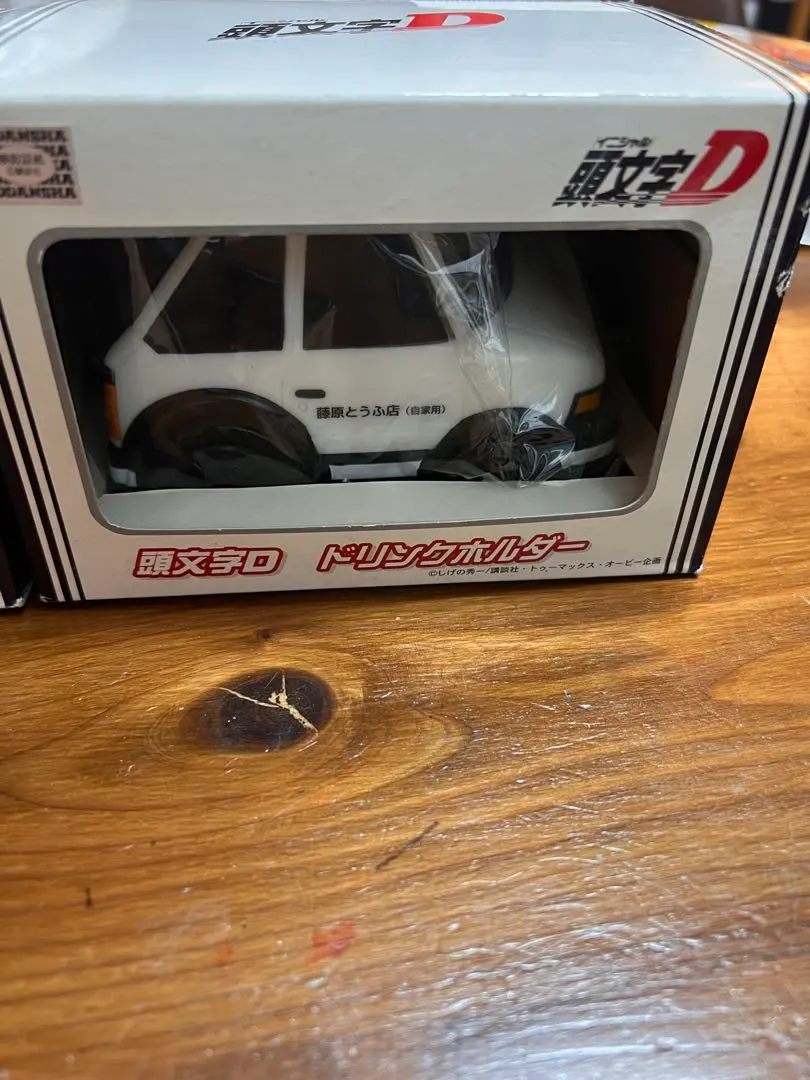 頭文字D
KODANSHA
イニシャル
頭文字D
藤原とうふ店（自家用）
頭文字D ドリンクホルダー
©しげの秀一/講談社・トゥーマックス・オービー企画